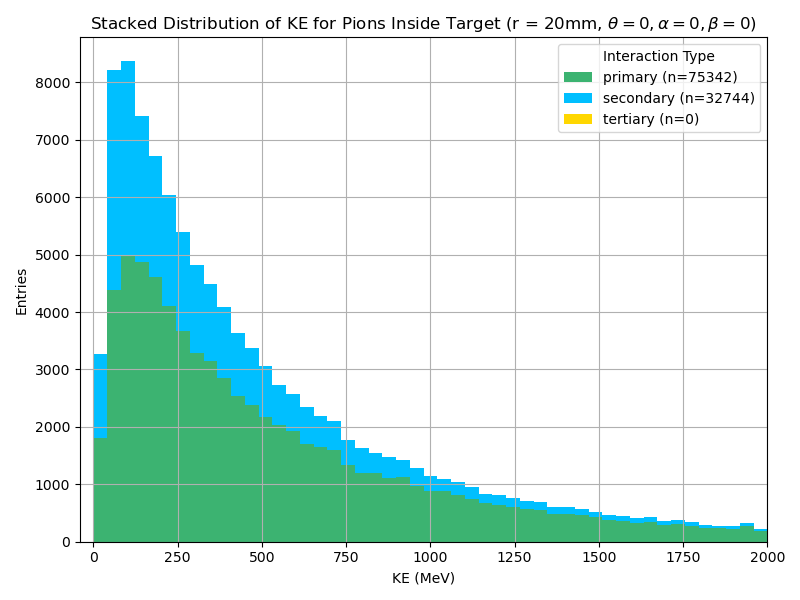 Stacked Distribution of KE for Pions Inside Target (r = 20mm, θ = 0, α = 0, β = 0)
Interaction Type
primary (n=75342)
secondary (n=32744)
tertiary (n=0)
8000
7000
6000
5000
4000
3000
2000
1000
0
Entries
0 250 500 750 1000 1250 1500 1750 2000
KE (MeV)